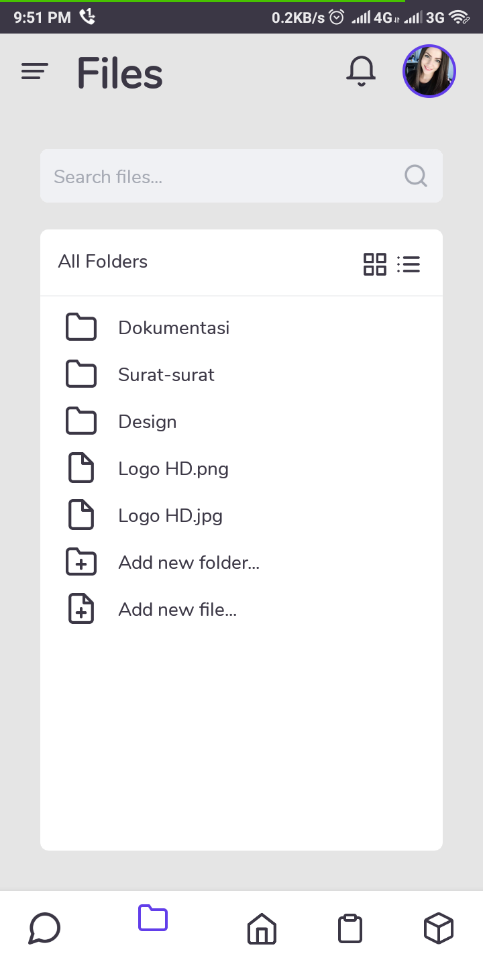 9:51 PM 0.2KB/s 4G 3G
Files
Search files...
All Folders
Dokumentasi
Surat-surat
Design
Logo HD.png
Logo HD.jpg
Add new folder...
Add new file...